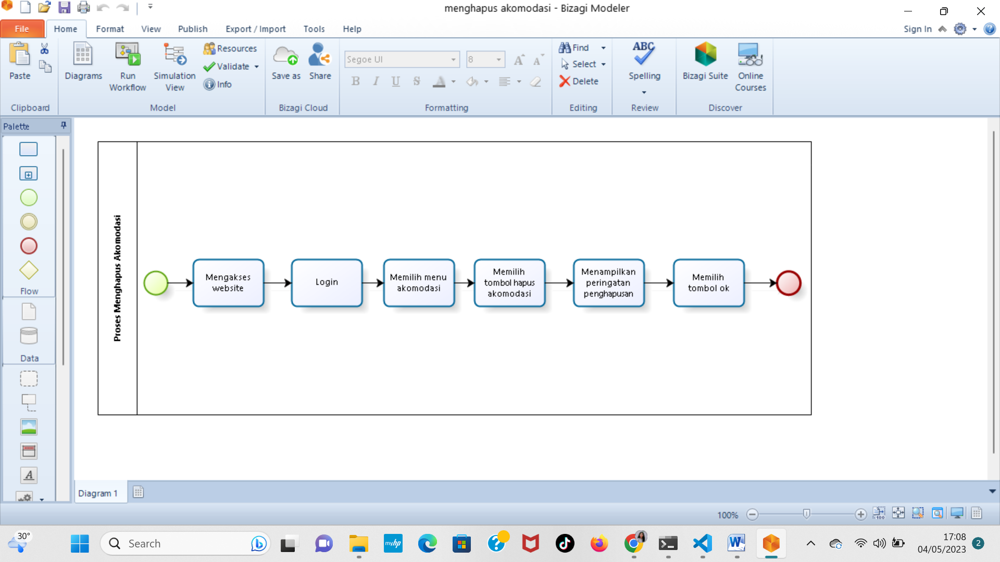 menghapus akomodasi - Bizagi Modeler
File Home Format View Publish Export / Import Tools Help Sign In
Paste
Clipboard
Diagrams
Run
Workflow
Simulation
View
Resources
Validate
Info
Model
Save as Share
Bizagi Cloud
Segoe UI 8
A A
B I U S A
Formatting
Find
Select
Delete
Editing
ABC
Spelling
Review
Bizagi Suite
Online
Courses
Discover
Palette
Flow
Data
A
Proses Menghapus Akomodasi
Mengakses
website
Login
Memilih menu
akomodasi
Memilih
tombol hapus
akomodasi
Menampilkan
peringatan
penghapusan
Memilih
tombol ok
Diagram 1
100%
100
30°
Search
myhp
17:08
04/05/2023
2